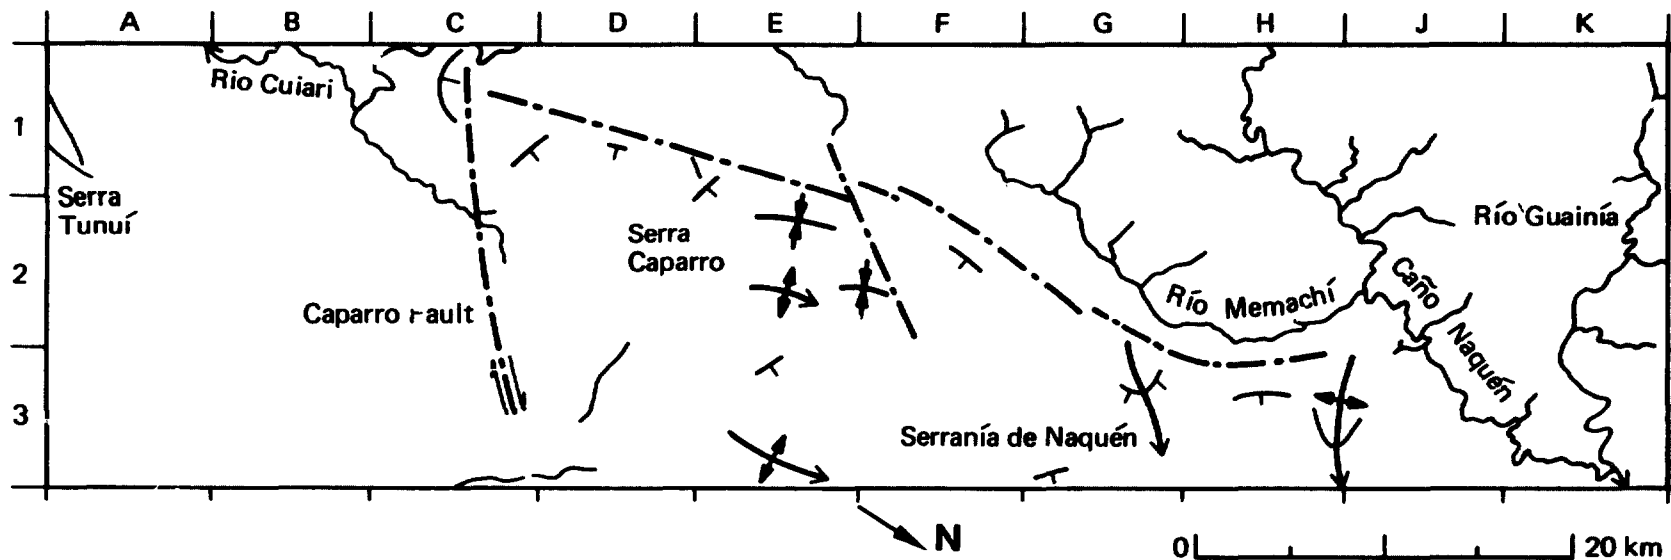 A B C D E F G H J K
1
Rio Cuiari
Serra
Tunuí
Río Guainía
2
Serra
Caparro
Caño
Naquén
Río Memachí
Caparro Fault
3
Serranía de Naquén
N
0 20 km